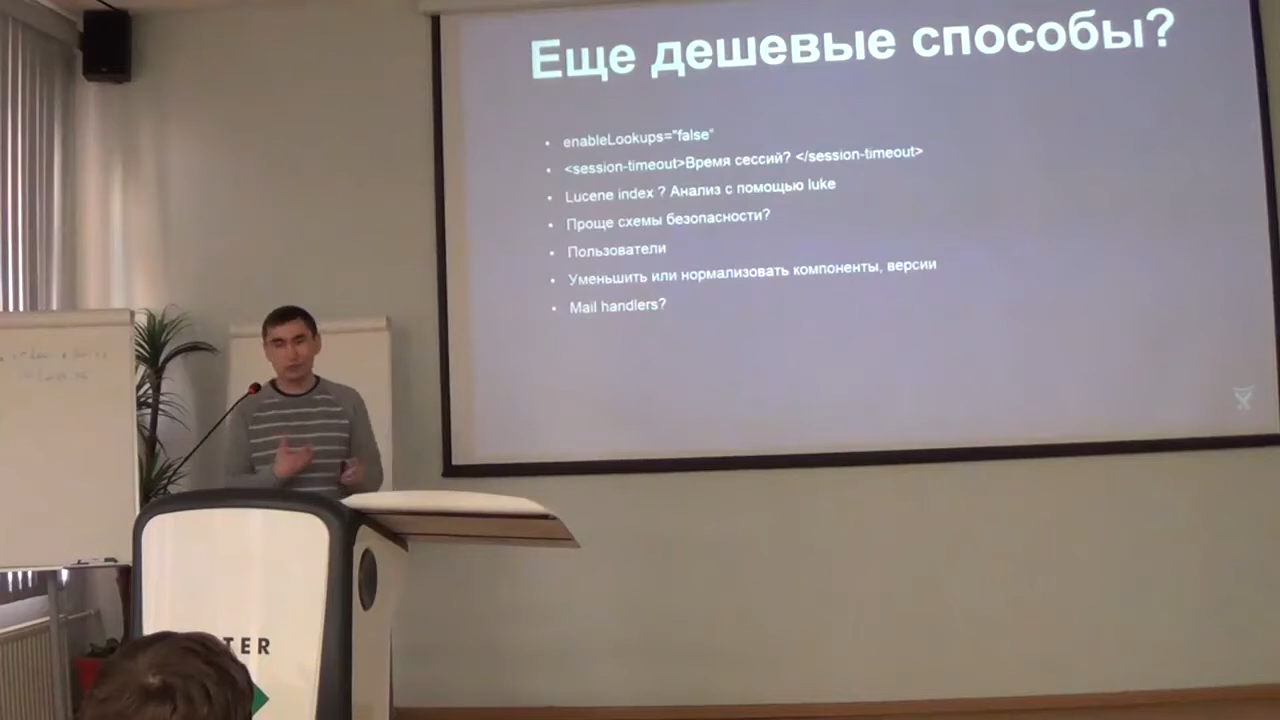 Еще дешевые способы?
• enableLookups="false"
• <session-timeout>Время сессий? </session-timeout>
• Lucene index ? Анализ с помощью luke
• Проще схемы безопасности?
• Пользователи
• Уменьшить или нормализовать компоненты, версии
• Mail handlers?
TER